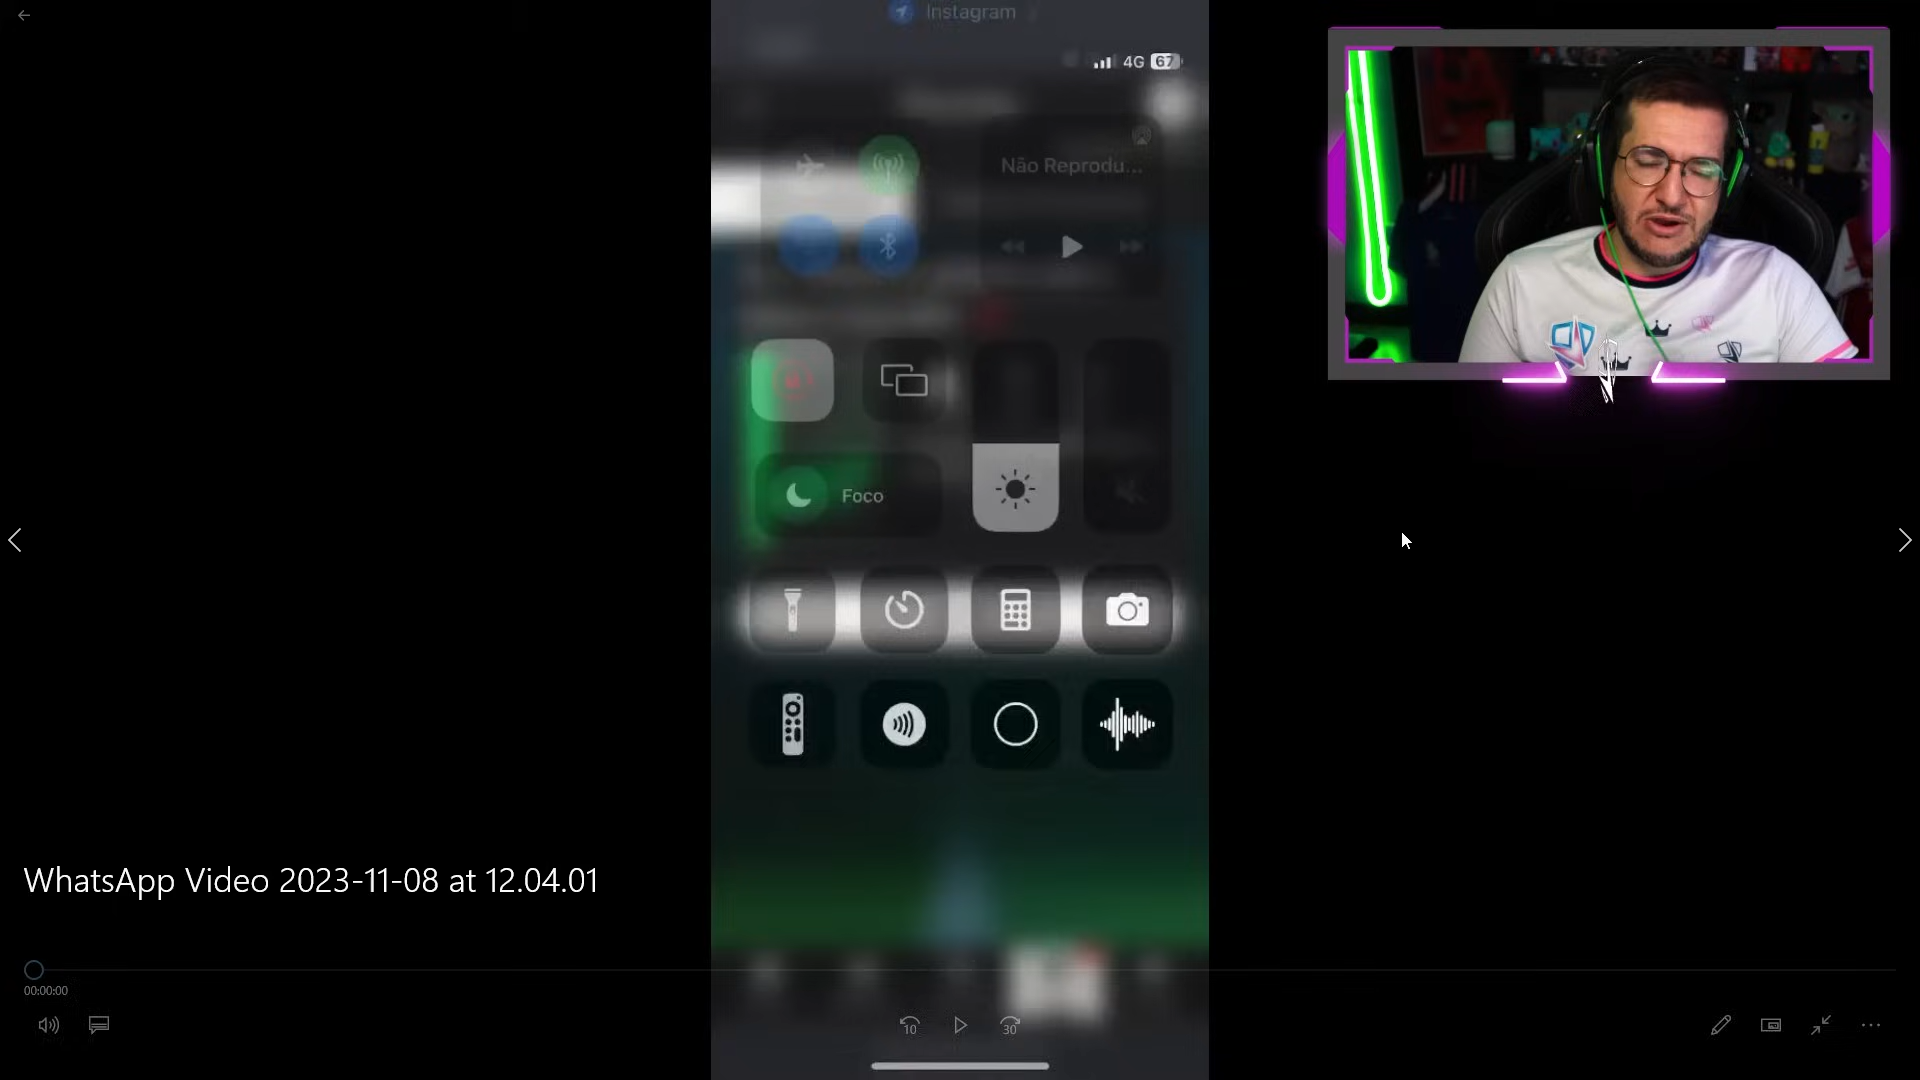 Instagram
4G 67
Não Reprodu...
Foco
WhatsApp Video 2023-11-08 at 12.04.01
00:00:00
10
30